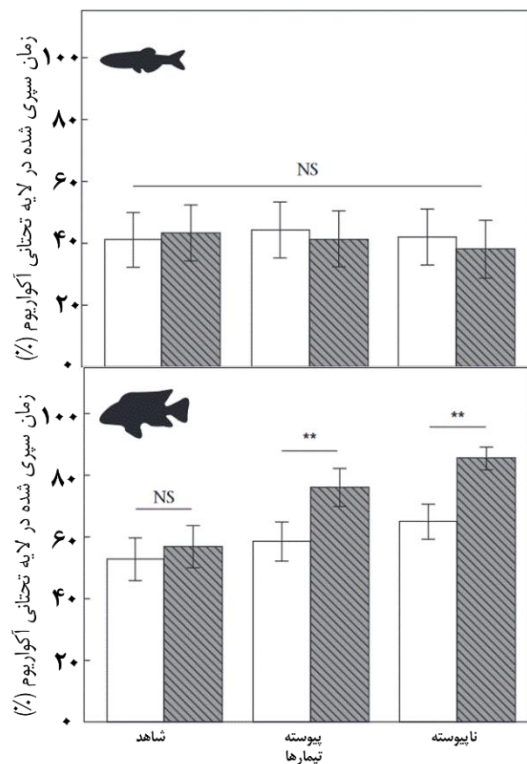 زمان سپری شده در لایه تحتانی آکواریوم (٪)
۱۰۰
۸۰
۶۰
۴۰
۲۰
۰
NS
زمان سپری شده در لایه تحتانی آکواریوم (٪)
۱۰۰
۸۰
۶۰
۴۰
۲۰
۰
NS
**
**
شاهد
پیوسته
ناپیوسته
تیمارها